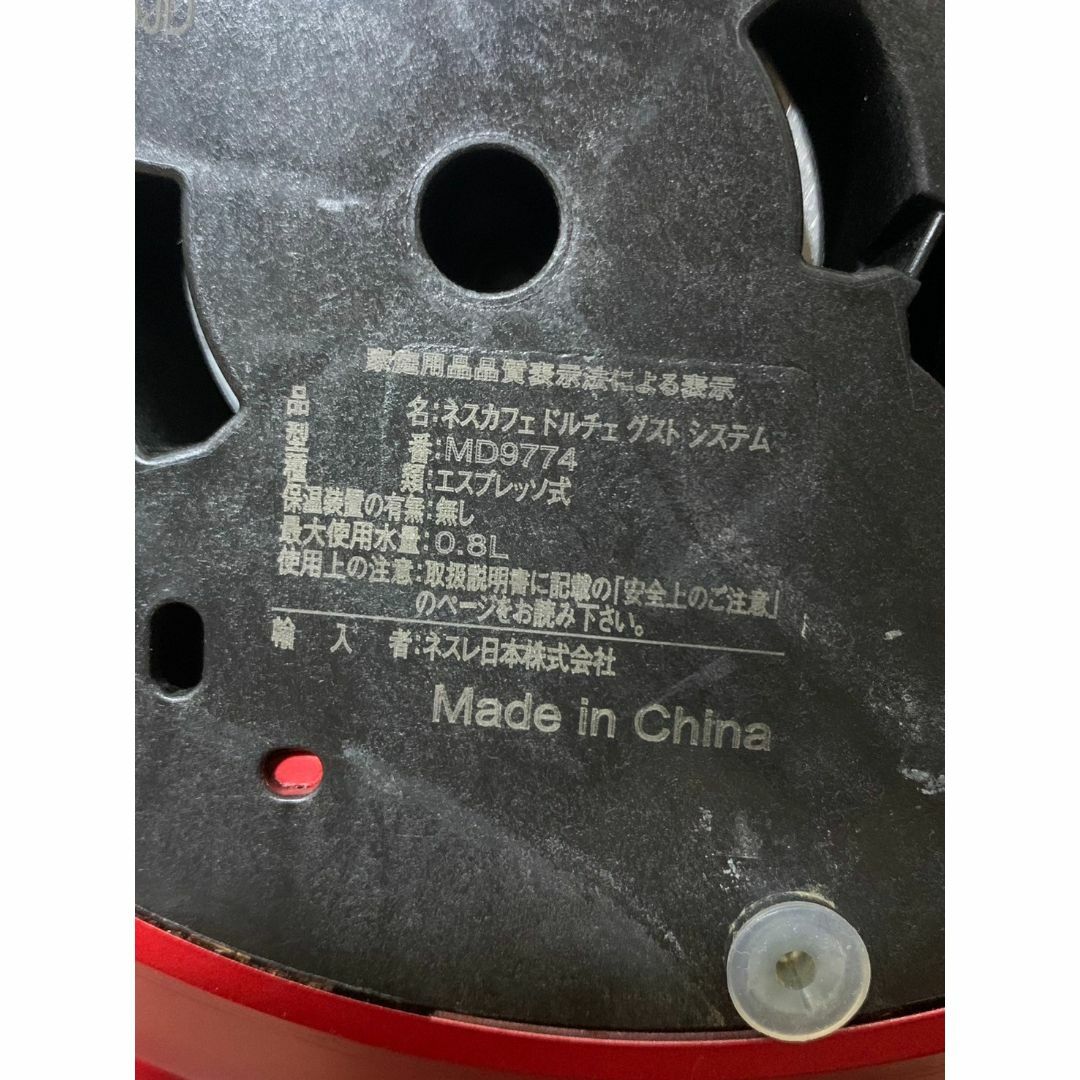 家庭用品品質表示法による表示
品名:ネスカフェ ドルチェ グスト システム
型番:MD9774
種類:エスプレッソ式
保温装置の有無:無し
最大使用水量:0.8L
使用上の注意:取扱説明書に記載の「安全上のご注意」
のページをお読み下さい。
輸入者:ネスレ日本株式会社
Made in China